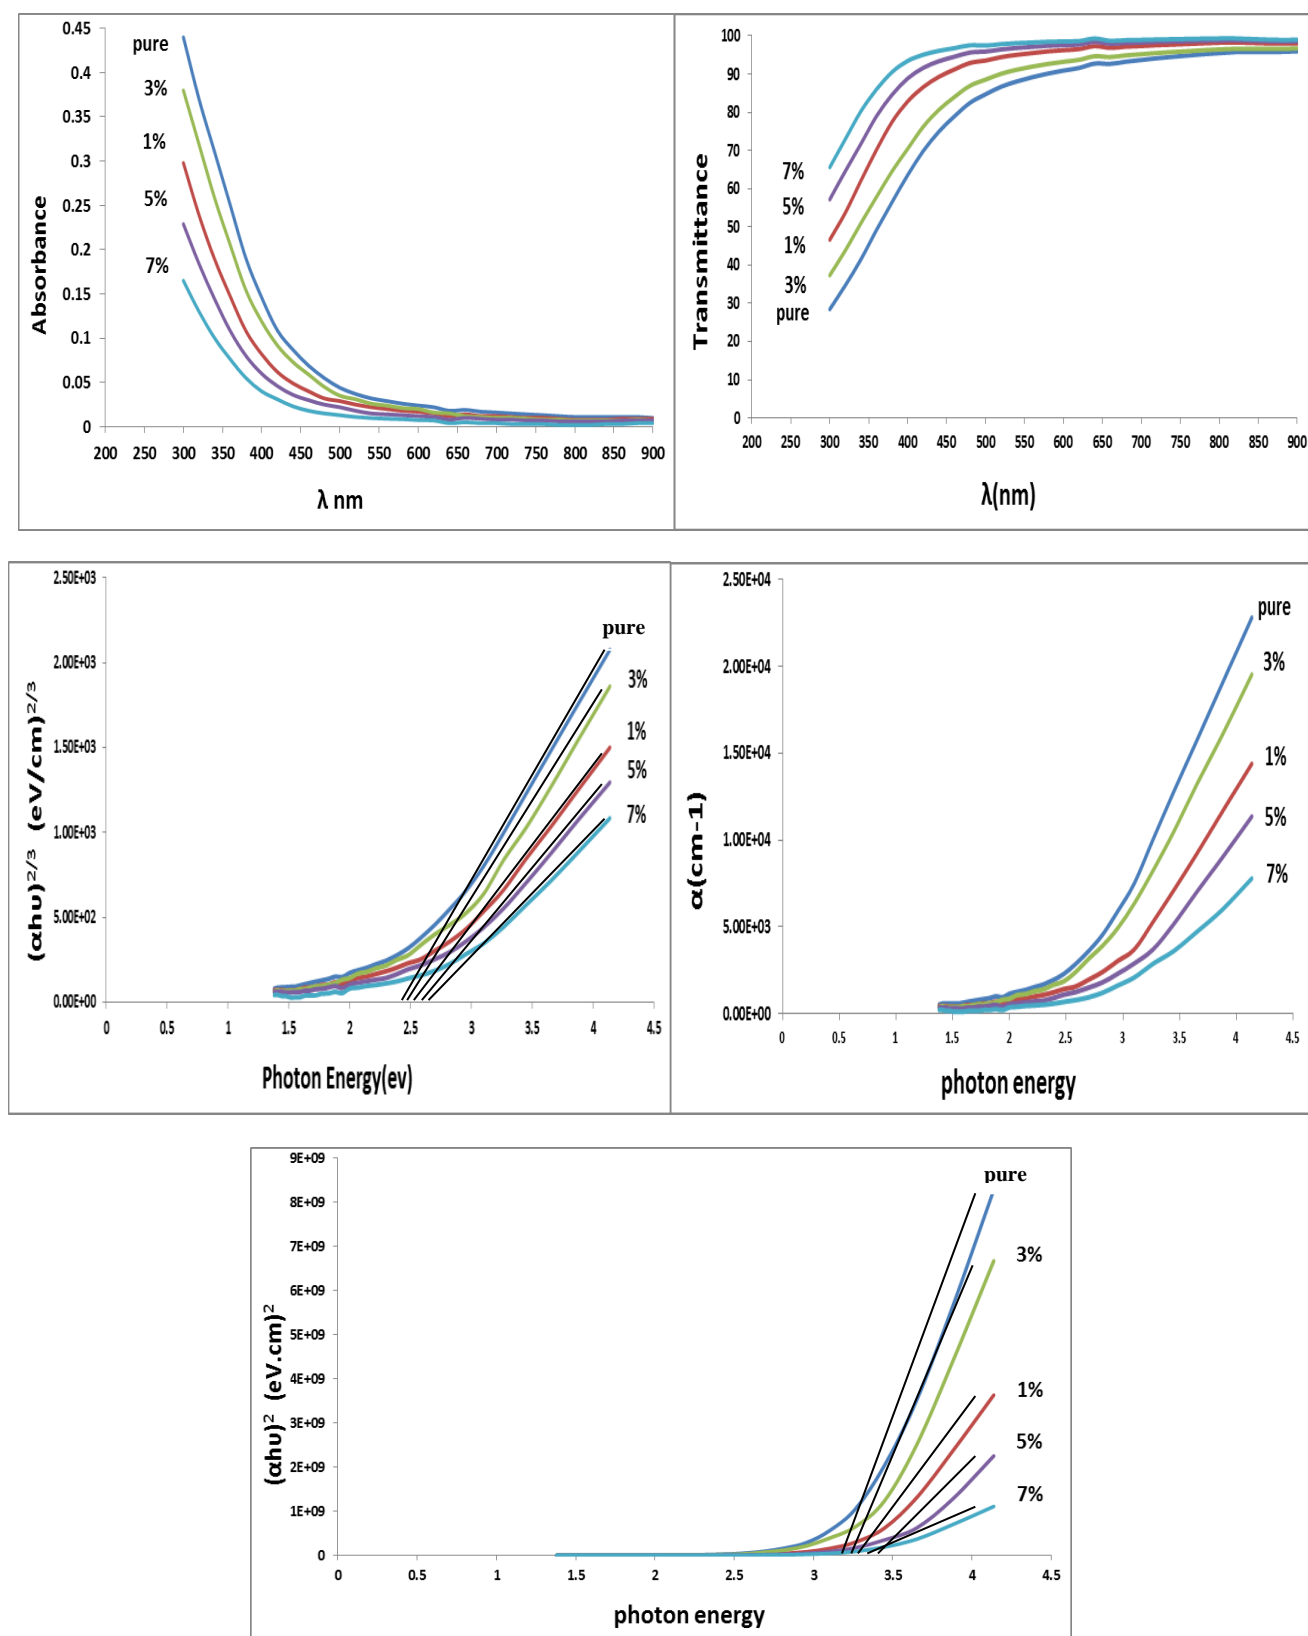 0.45
0.4
0.35
0.3
0.25
0.2
0.15
0.1
0.05
0
Absorbance
pure
3%
1%
5%
7%
200 250 300 350 400 450 500 550 600 650 700 750 800 850 900
λ nm
100
90
80
70
60
50
40
30
20
10
0
Transmittance
7%
5%
1%
3%
pure
200 250 300 350 400 450 500 550 600 650 700 750 800 850 900
λ(nm)
2.50E+03
2.00E+03
1.50E+03
1.00E+03
5.00E+02
0.00E+00
(αhυ)^2/3 (eV/cm)^2/3
pure
3%
1%
5%
7%
0 0.5 1 1.5 2 2.5 3 3.5 4 4.5
Photon Energy(ev)
2.50E+04
2.00E+04
1.50E+04
1.00E+04
5.00E+03
0.00E+00
α(cm-1)
pure
3%
1%
5%
7%
0 0.5 1 1.5 2 2.5 3 3.5 4 4.5
photon energy
9E+09
8E+09
7E+09
6E+09
5E+09
4E+09
3E+09
2E+09
1E+09
0
(αhυ)² (eV.cm)²
pure
3%
1%
5%
7%
0 0.5 1 1.5 2 2.5 3 3.5 4 4.5
photon energy